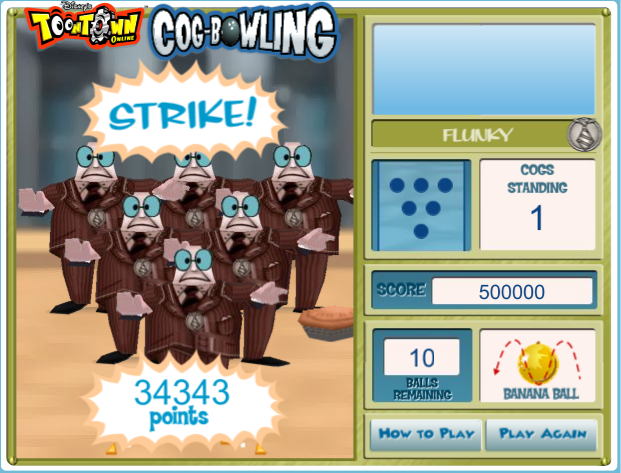 Disney's
TOONTOWN
ONLINE
COG-BOWLING
STRIKE!
34343
points
FLUNKY
COGS
STANDING
1
SCORE 500000
10
BALLS
REMAINING
BANANA BALL
HOW TO PLAY
PLAY AGAIN